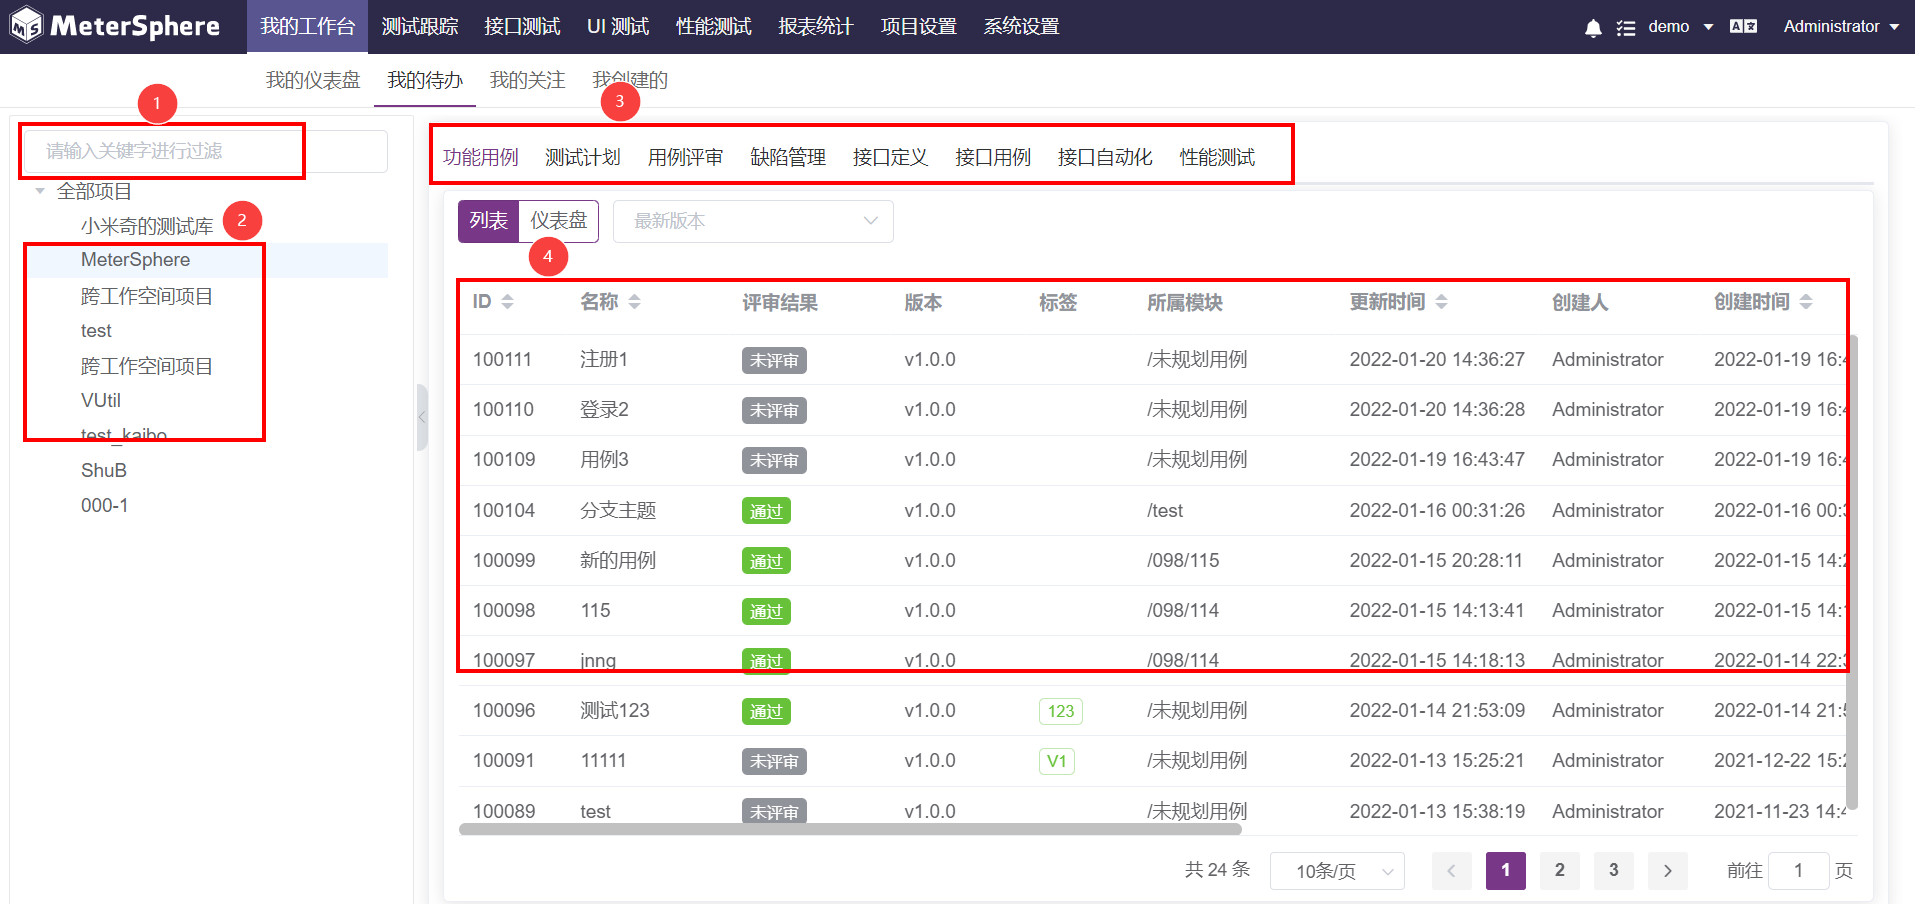 MeterSphere 我的工作台 测试跟踪 接口测试 UI 测试 性能测试 报表统计 项目设置 系统设置 demo Administrator
我的仪表盘 我的待办 我的关注 我创建的
1
3
请输入关键字进行过滤
全部项目
小米奇的测试库
2
MeterSphere
跨工作空间项目
test
跨工作空间项目
VUtil
test_kaibo
ShuB
000-1
功能用例 测试计划 用例评审 缺陷管理 接口定义 接口用例 接口自动化 性能测试
列表 仪表盘 最新版本
4
ID 名称 评审结果 版本 标签 所属模块 更新时间 创建人 创建时间
100111 注册1 未评审 v1.0.0 /未规划用例 2022-01-20 14:36:27 Administrator 2022-01-19 16:4
100110 登录2 未评审 v1.0.0 /未规划用例 2022-01-20 14:36:28 Administrator 2022-01-19 16:4
100109 用例3 未评审 v1.0.0 /未规划用例 2022-01-19 16:43:47 Administrator 2022-01-19 16:4
100104 分支主题 通过 v1.0.0 /test 2022-01-16 00:31:26 Administrator 2022-01-16 00:3
100099 新的用例 通过 v1.0.0 /098/115 2022-01-15 20:28:11 Administrator 2022-01-15 14:2
100098 115 通过 v1.0.0 /098/114 2022-01-15 14:13:41 Administrator 2022-01-15 14:1
100097 jnng 通过 v1.0.0 /098/114 2022-01-15 14:18:13 Administrator 2022-01-14 22:3
100096 测试123 通过 v1.0.0 123 /未规划用例 2022-01-14 21:53:09 Administrator 2022-01-14 21:5
100091 11111 未评审 v1.0.0 V1 /未规划用例 2022-01-13 15:25:21 Administrator 2021-12-22 15:2
100089 test 未评审 v1.0.0 /未规划用例 2022-01-13 15:38:19 Administrator 2021-11-23 14:4
共 24 条 10条/页 1 2 3 前往 1 页